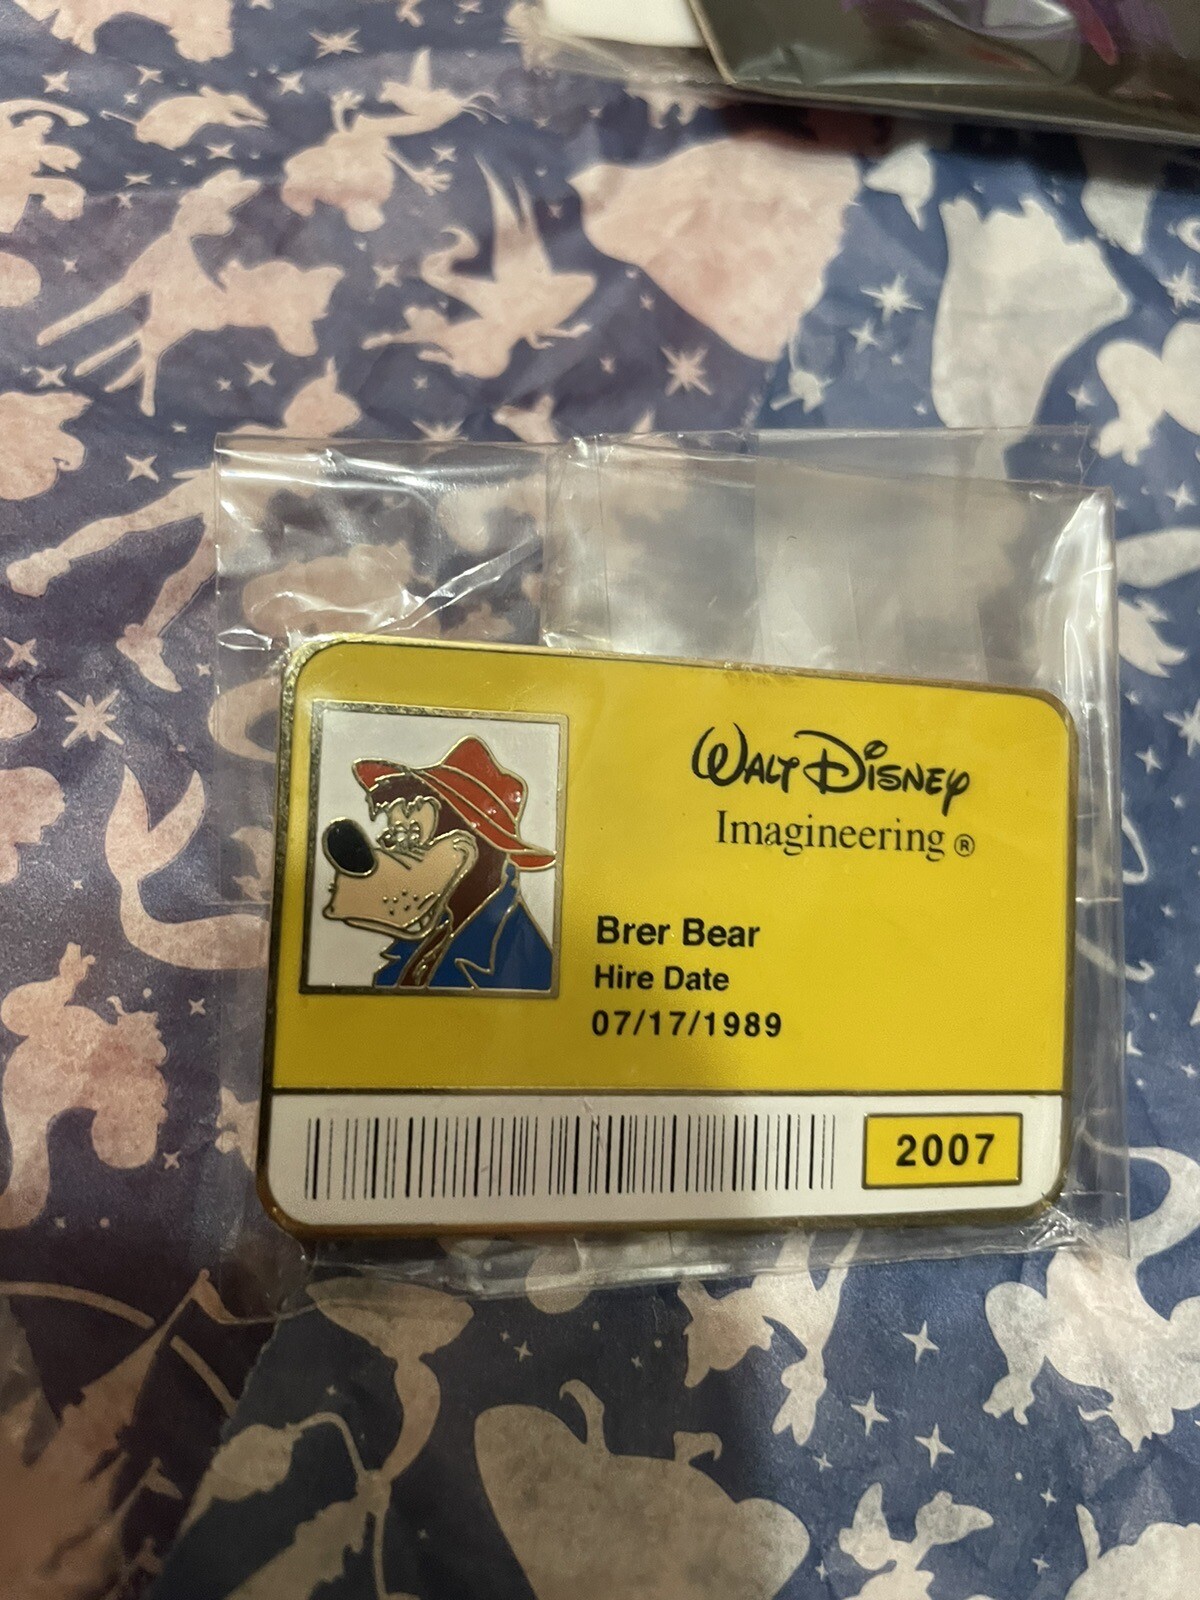 WALT DISNEY
Imagineering ®
Brer Bear
Hire Date
07/17/1989
2007